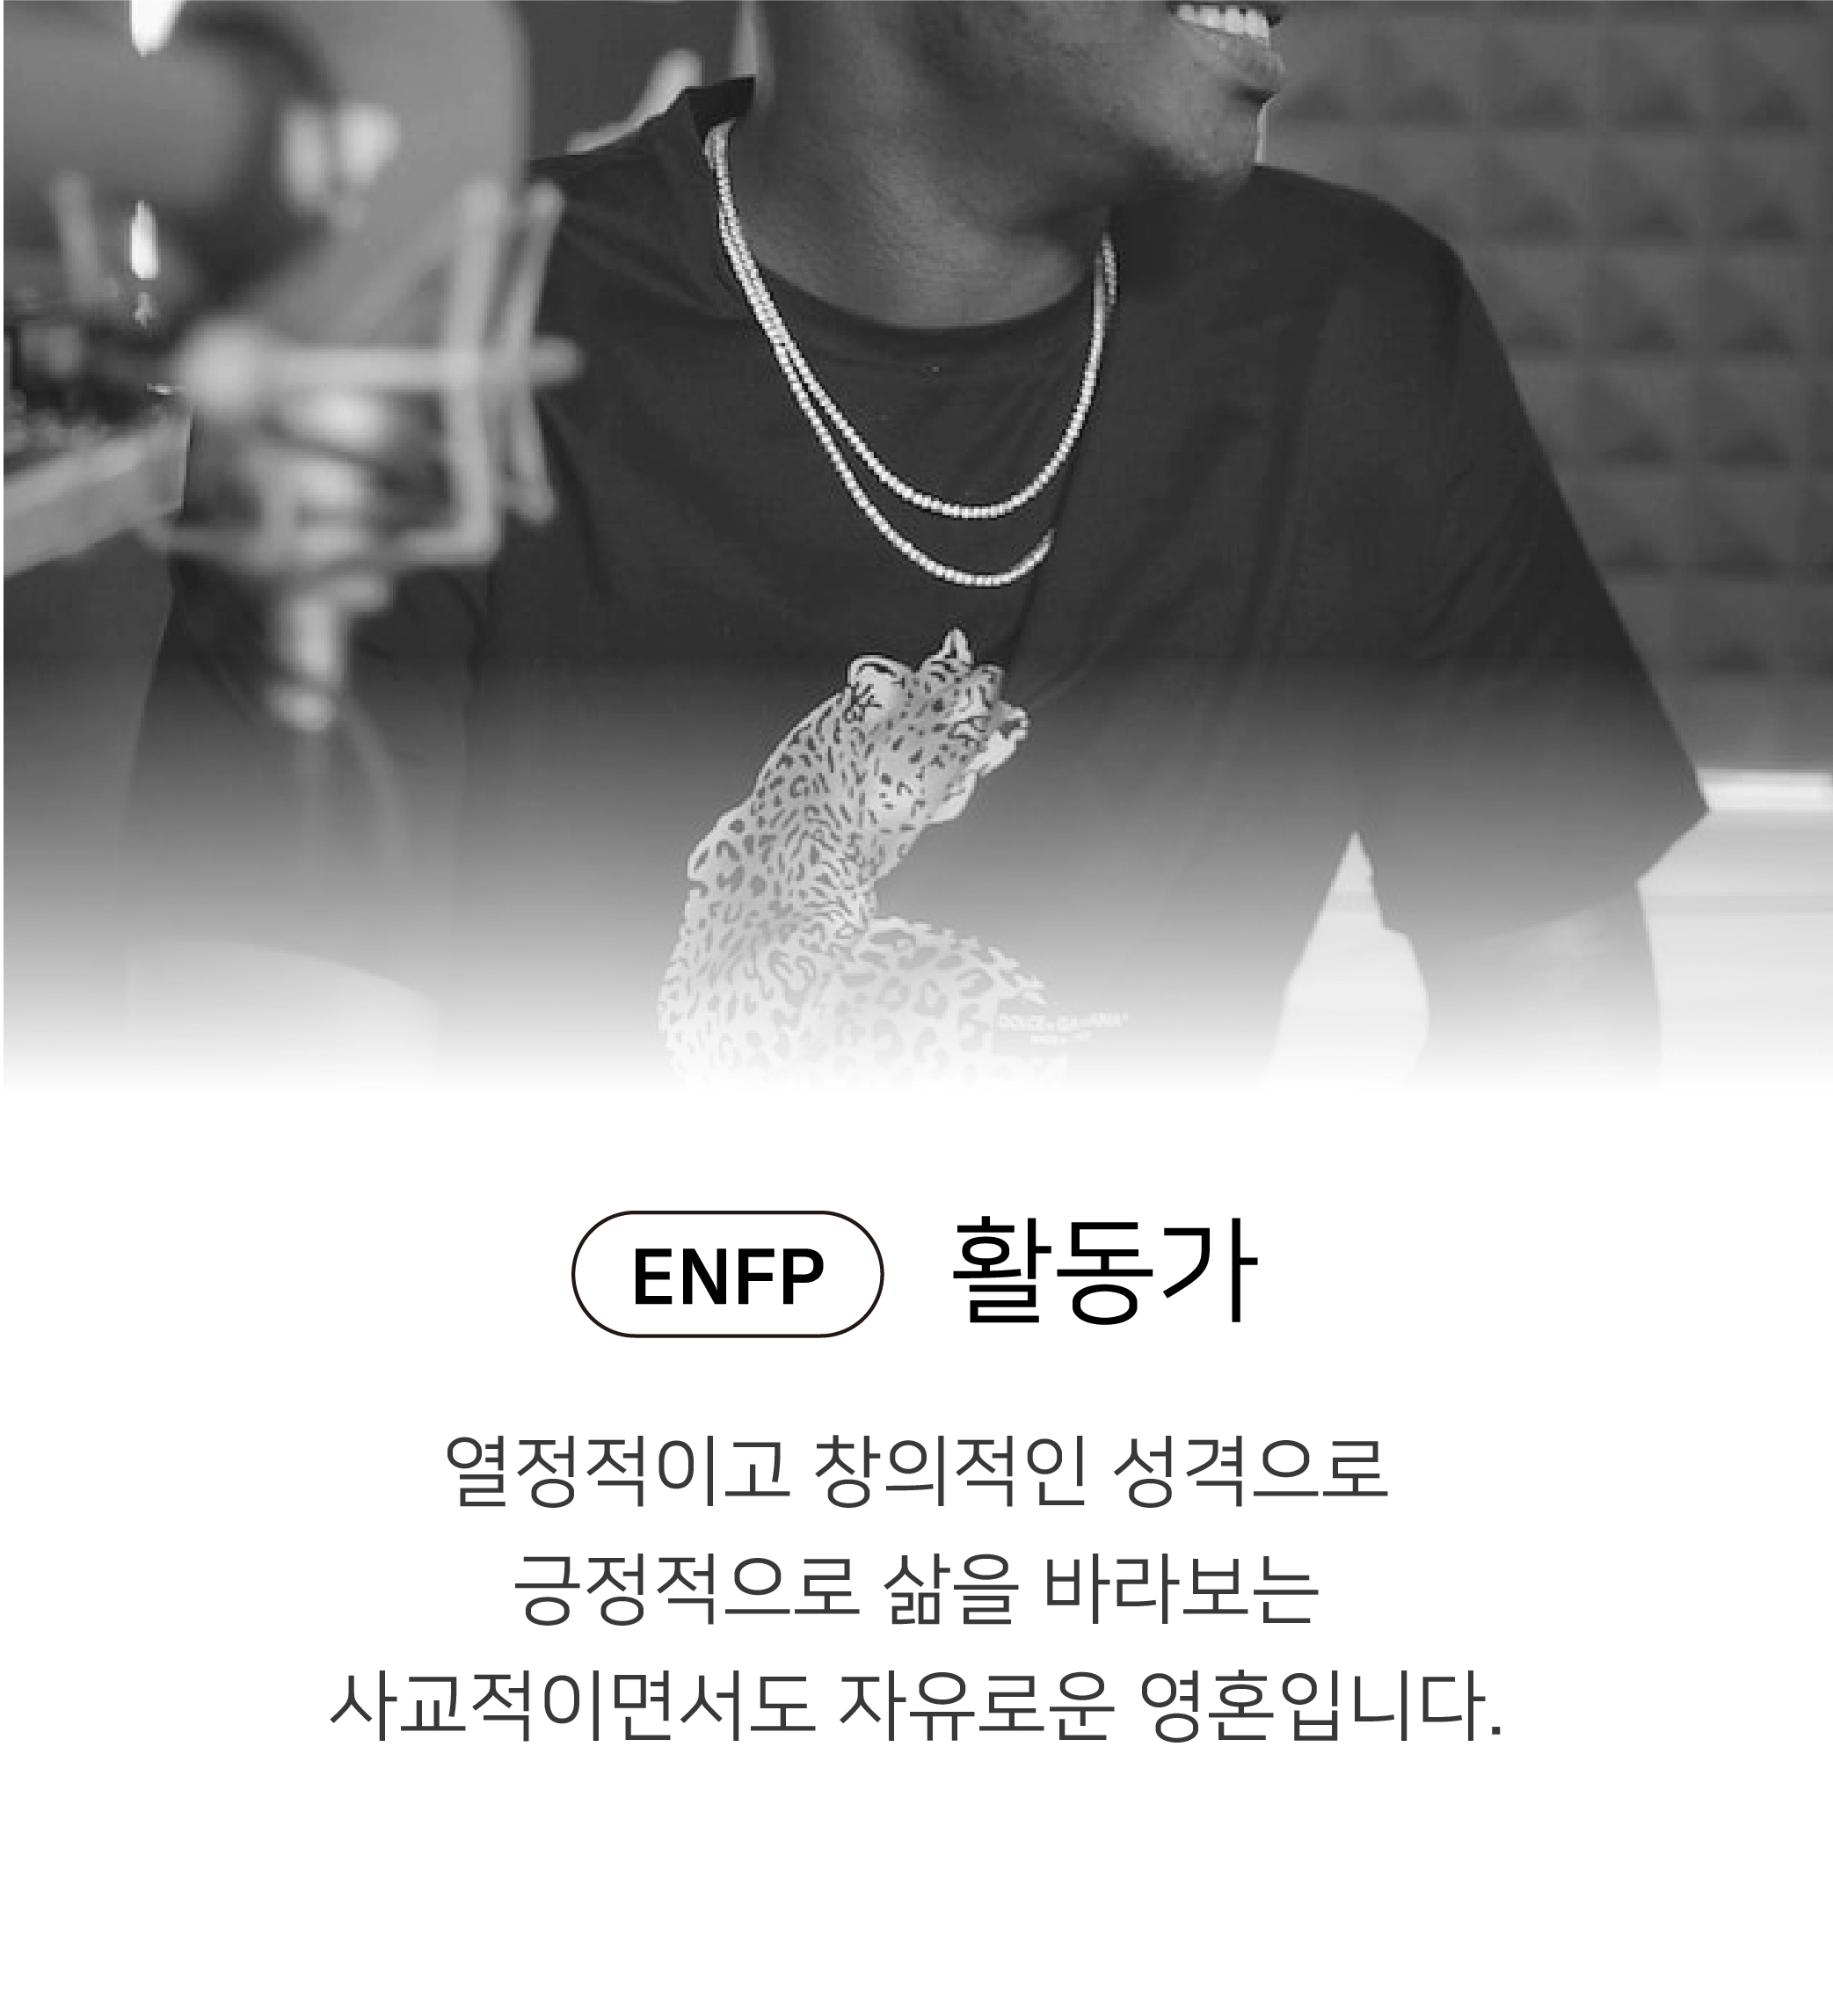 DOLCE & GABBANA
ENFP 활동가
열정적이고 창의적인 성격으로
긍정적으로 삶을 바라보는
사교적이면서도 자유로운 영혼입니다.